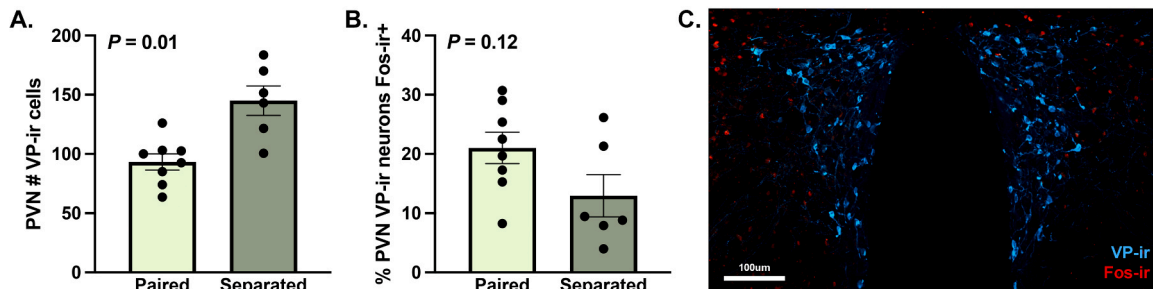 A.
PVN # VP-ir cells
200
150
100
50
0
P = 0.01
Paired
Separated
B.
% PVN VP-ir neurons Fos-ir+
40
30
20
10
0
P = 0.12
Paired
Separated
C.
100um
VP-ir
Fos-ir